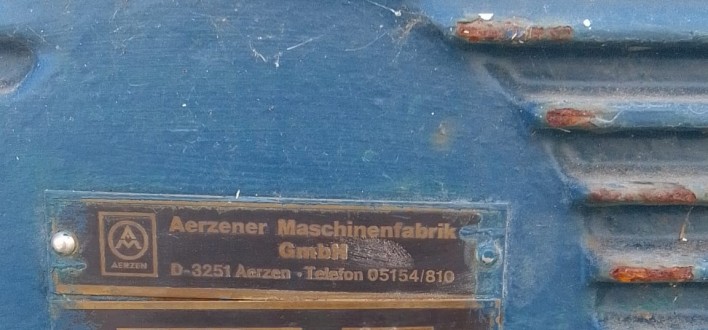 Aerzener Maschinenfabrik
GmbH
AERZEN
D-3251 Aerzen · Telefon 05154/810